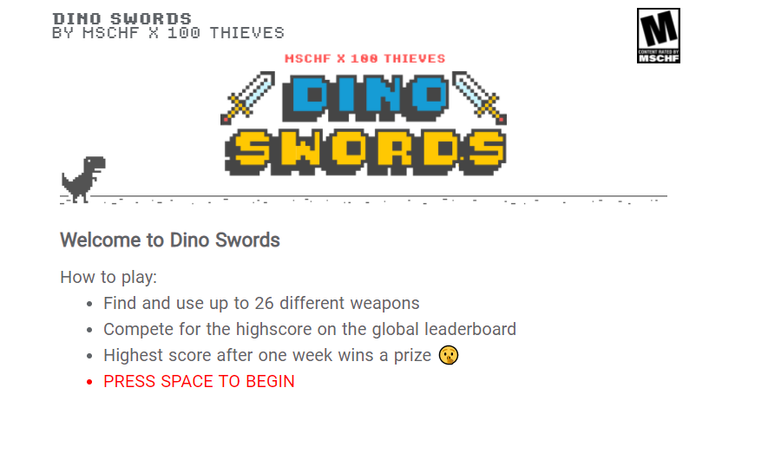 DINO SWORDS
BY MSCHF X 100 THIEVES
M
CONTENT RATED BY
MSCHF
MSCHF X 100 THIEVES
DINO
SWORDS
Welcome to Dino Swords
How to play:
• Find and use up to 26 different weapons
• Compete for the highscore on the global leaderboard
• Highest score after one week wins a prize 🤫
• PRESS SPACE TO BEGIN